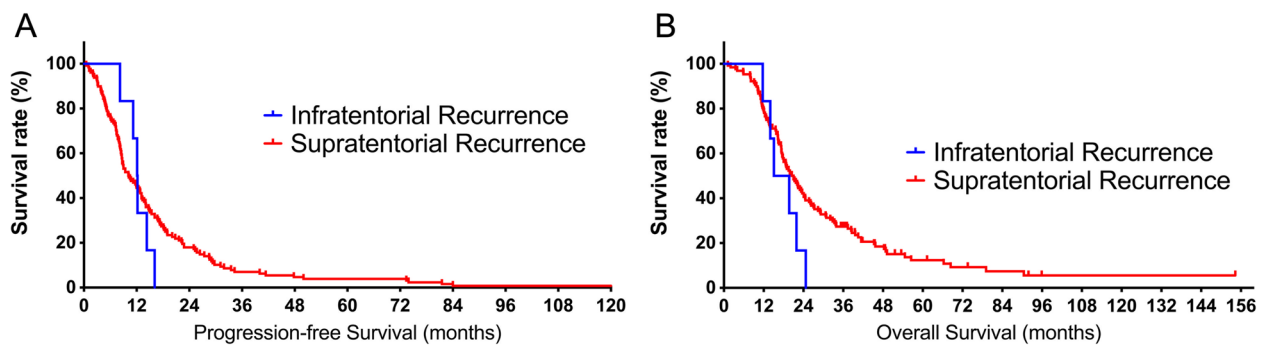 A
Survival rate (%)
100
80
60
40
20
0
0 12 24 36 48 60 72 84 96 108 120
Progression-free Survival (months)
Infratentorial Recurrence
Supratentorial Recurrence
B
Survival rate (%)
100
80
60
40
20
0
0 12 24 36 48 60 72 84 96 108 120 132 144 156
Overall Survival (months)
Infratentorial Recurrence
Supratentorial Recurrence